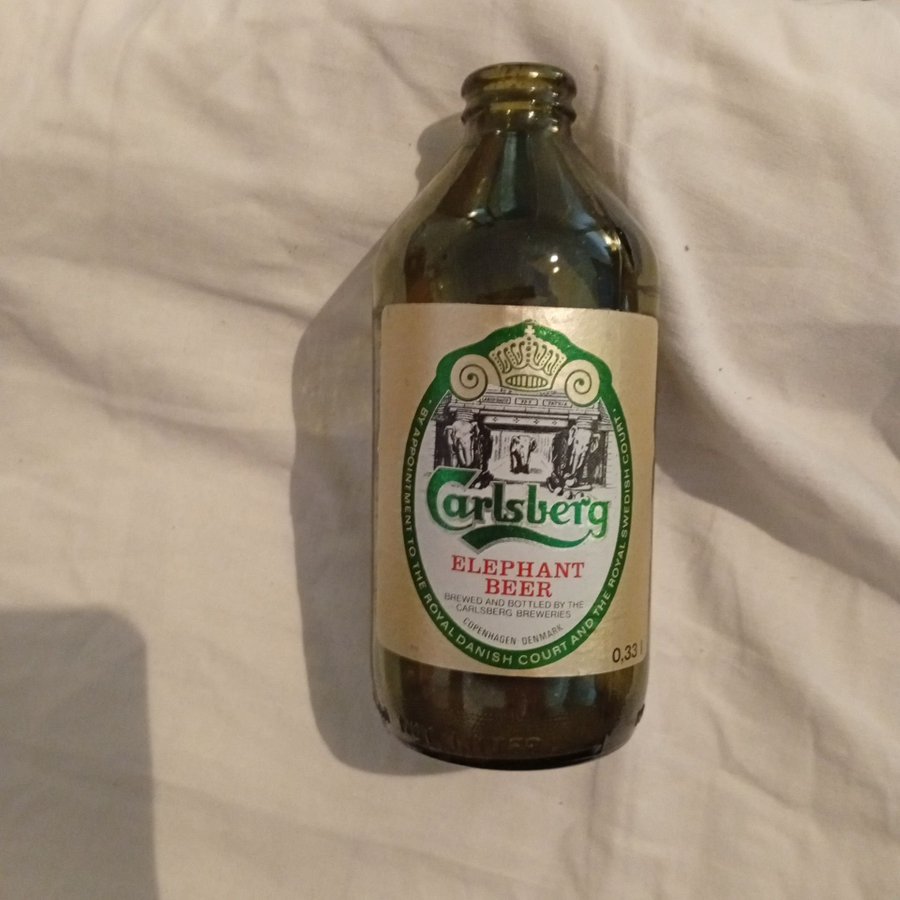 · BY APPOINTMENT TO THE ROYAL DANISH COURT AND THE ROYAL SWEDISH COURT ·
Carlsberg
ELEPHANT
BEER
BREWED AND BOTTLED BY THE
CARLSBERG BREWERIES
COPENHAGEN DENMARK
0,33 l